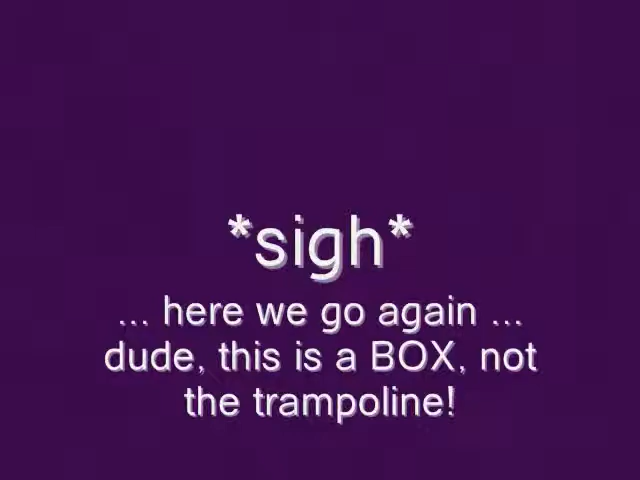 *sigh*
... here we go again ...
dude, this is a BOX, not
the trampoline!